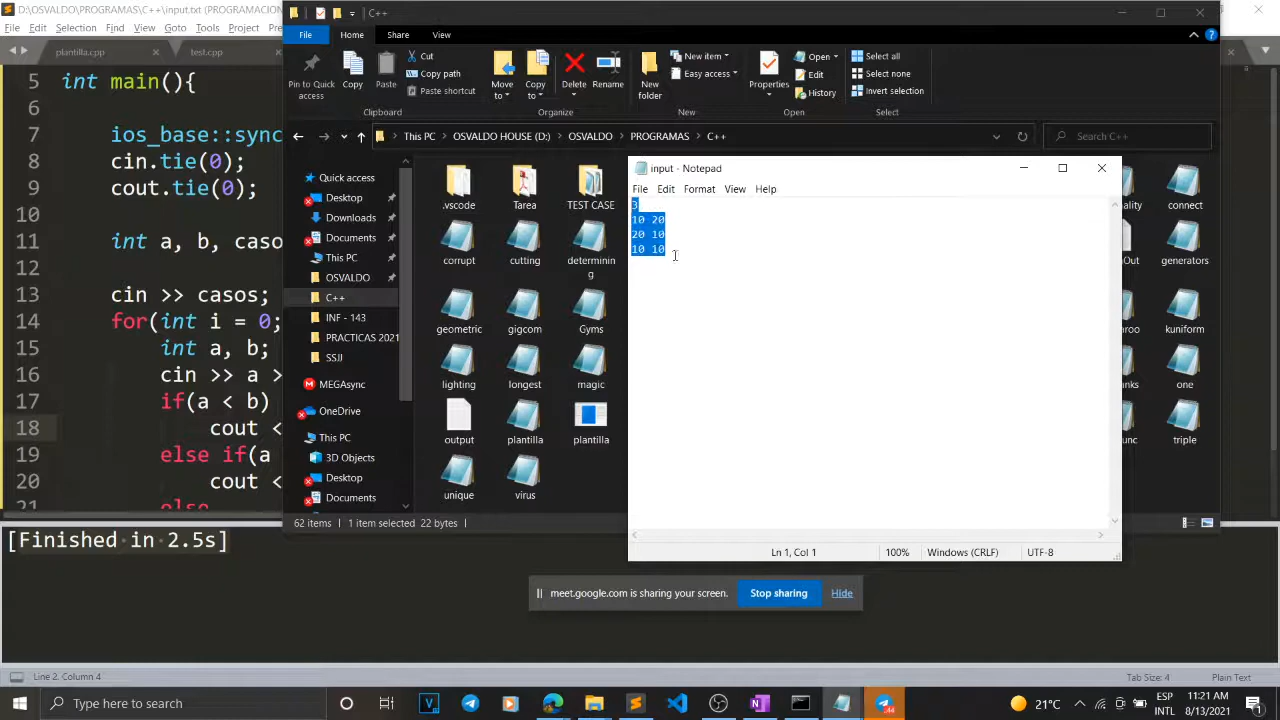 D:\OSVALDO\PROGRAMAS\C++\input.txt (PROGRAMACION
File Edit Selection Find View Goto Tools Project
plantilla.cpp
test.cpp
5 int main(){
6
7 ios_base::sync
8 cin.tie(0);
9 cout.tie(0);
10
11 int a, b, caso
12
13 cin >> casos;
14 for(int i = 0;
15 int a, b;
16 cin >> a >
17 if(a < b)
18 cout <
19 else if(a
20 cout <
21 else
[Finished in 2.5s]
Line 2, Column 4
Tab Size: 4
Plain Text
C++
File
Home
Share
View
Pin to Quick access
Copy
Paste
Cut
Copy path
Paste shortcut
Clipboard
Move to
Copy to
Delete
Rename
Organize
New folder
New item
Easy access
New
Properties
Open
Edit
History
Open
Select all
Select none
Invert selection
Select
This PC > OSVALDO HOUSE (D:) > OSVALDO > PROGRAMAS > C++
Search C++
Quick access
Desktop
Downloads
Documents
This PC
OSVALDO
C++
INF - 143
PRACTICAS 2021
SSJI
MEGAsync
OneDrive
This PC
3D Objects
Desktop
Documents
.vscode
Tarea
TEST CASE
ality
connect
corrupt
cutting
determining
Out
generators
geometric
gigcom
Gyms
aroo
kuniform
lighting
longest
magic
nks
one
output
plantilla
plantilla
unc
triple
unique
virus
62 items
1 item selected 22 bytes
input - Notepad
File Edit Format View Help
3
10 20
20 10
10 10
Ln 1, Col 1
100%
Windows (CRLF)
UTF-8
meet.google.com is sharing your screen.
Stop sharing
Hide
Type here to search
44
21°C
ESP
INTL
11:21 AM
8/13/2021
1